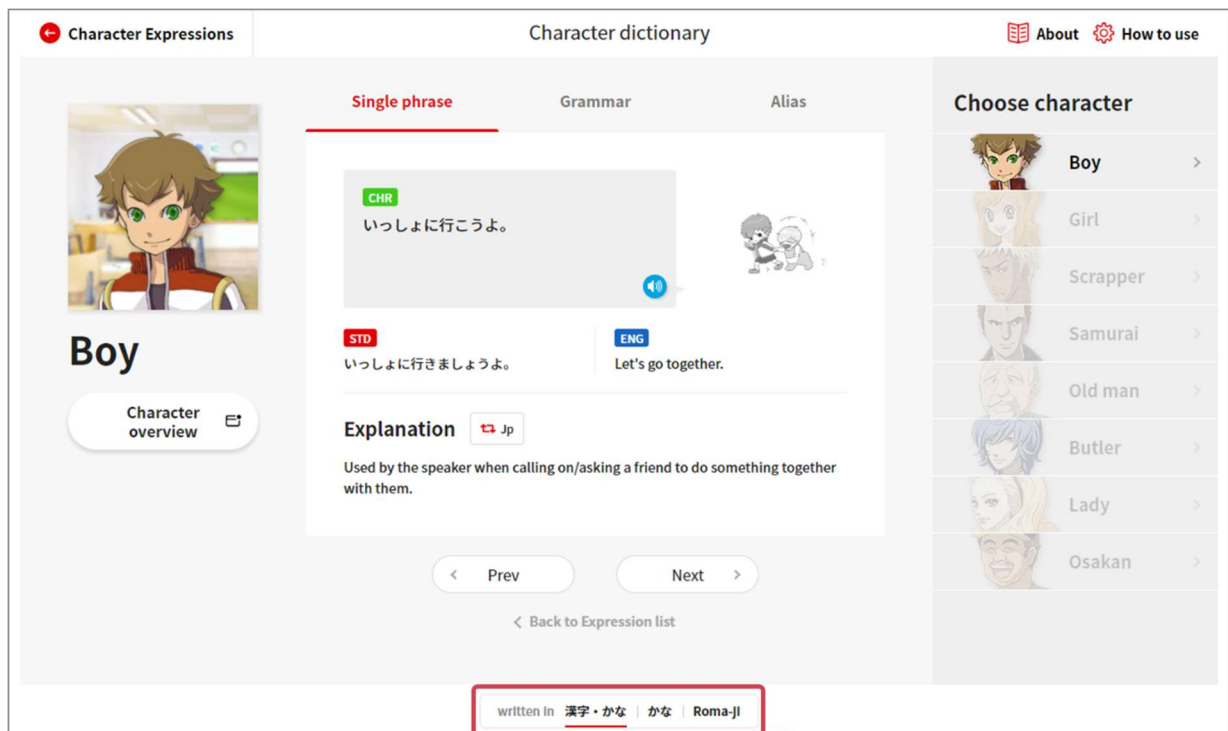 Character Expressions
Character dictionary
About
How to use
Boy
Character
overview
Single phrase
Grammar
Alias
CHR
いっしょに行こうよ。
STD
いっしょに行きましょうよ。
ENG
Let's go together.
Explanation
Jp
Used by the speaker when calling on/asking a friend to do something together
with them.
Prev
Next
Back to Expression list
Choose character
Boy
Girl
Scrapper
Samurai
Old man
Butler
Lady
Osakan
written in 漢字・かな | かな | Roma-ji